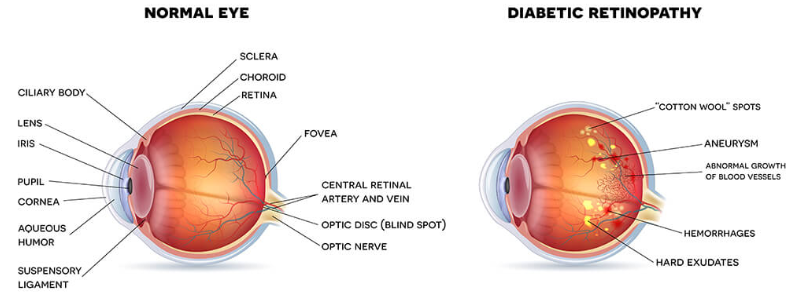 NORMAL EYE
SCLERA
CHOROID
RETINA
CILIARY BODY
LENS
IRIS
FOVEA
PUPIL
CORNEA
CENTRAL RETINAL
ARTERY AND VEIN
AQUEOUS
HUMOR
OPTIC DISC (BLIND SPOT)
OPTIC NERVE
SUSPENSORY
LIGAMENT
DIABETIC RETINOPATHY
"COTTON WOOL" SPOTS
ANEURYSM
ABNORMAL GROWTH
OF BLOOD VESSELS
HEMORRHAGES
HARD EXUDATES